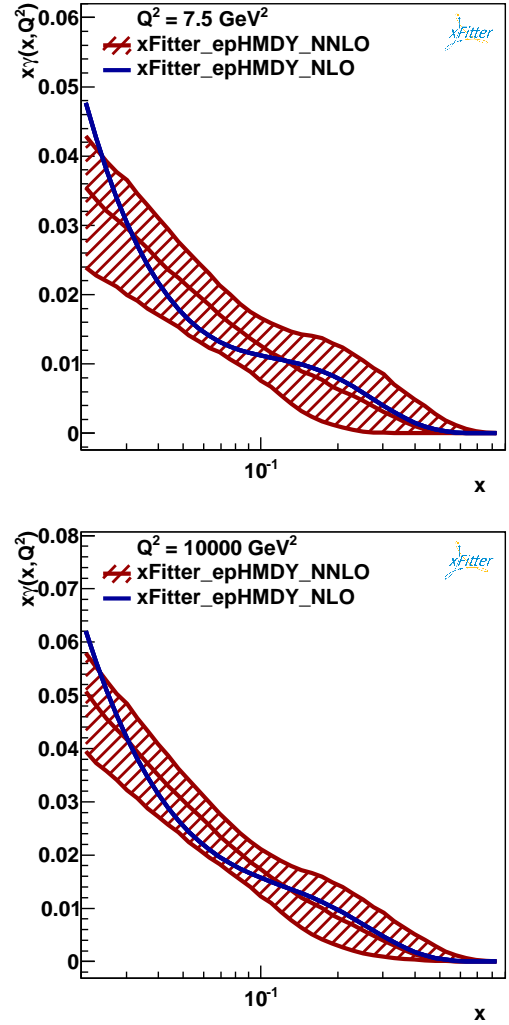 0.06
Q² = 7.5 GeV²
xFitter_epHMDY_NNLO
xFitter_epHMDY_NLO
xFitter
xγ(x,Q²)
0.05
0.04
0.03
0.02
0.01
0
10⁻¹
x
0.08
Q² = 10000 GeV²
xFitter_epHMDY_NNLO
xFitter_epHMDY_NLO
xFitter
xγ(x,Q²)
0.07
0.06
0.05
0.04
0.03
0.02
0.01
0
10⁻¹
x